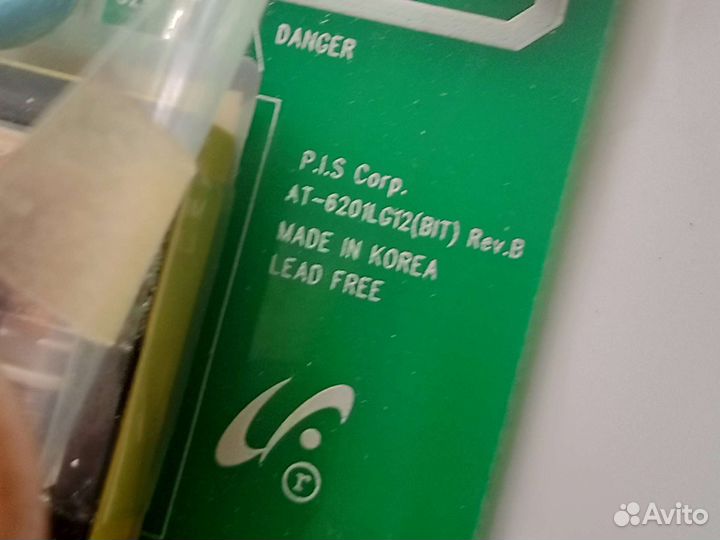 DANGER
P.I.S Corp.
AT-6201LG12(BIT) Rev.B
MADE IN KOREA
LEAD FREE
r
Avito